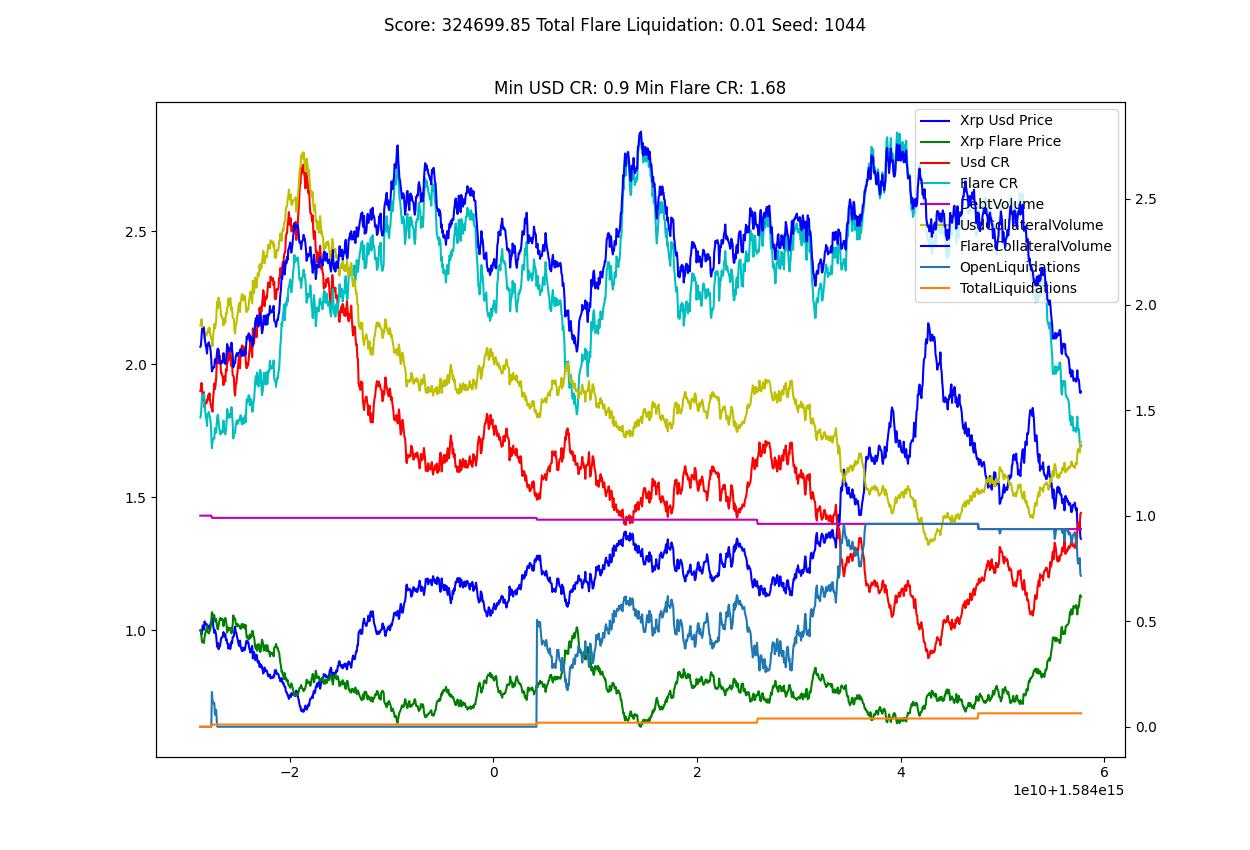 Score: 324699.85 Total Flare Liquidation: 0.01 Seed: 1044
Min USD CR: 0.9 Min Flare CR: 1.68
Xrp Usd Price
Xrp Flare Price
Usd CR
Flare CR
DebtVolume
UsdCollateralVolume
FlareCollateralVolume
OpenLiquidations
TotalLiquidations
2.5
2.0
1.5
1.0
2.5
2.0
1.5
1.0
0.5
0.0
−2
0
2
4
6
1e10+1.584e15